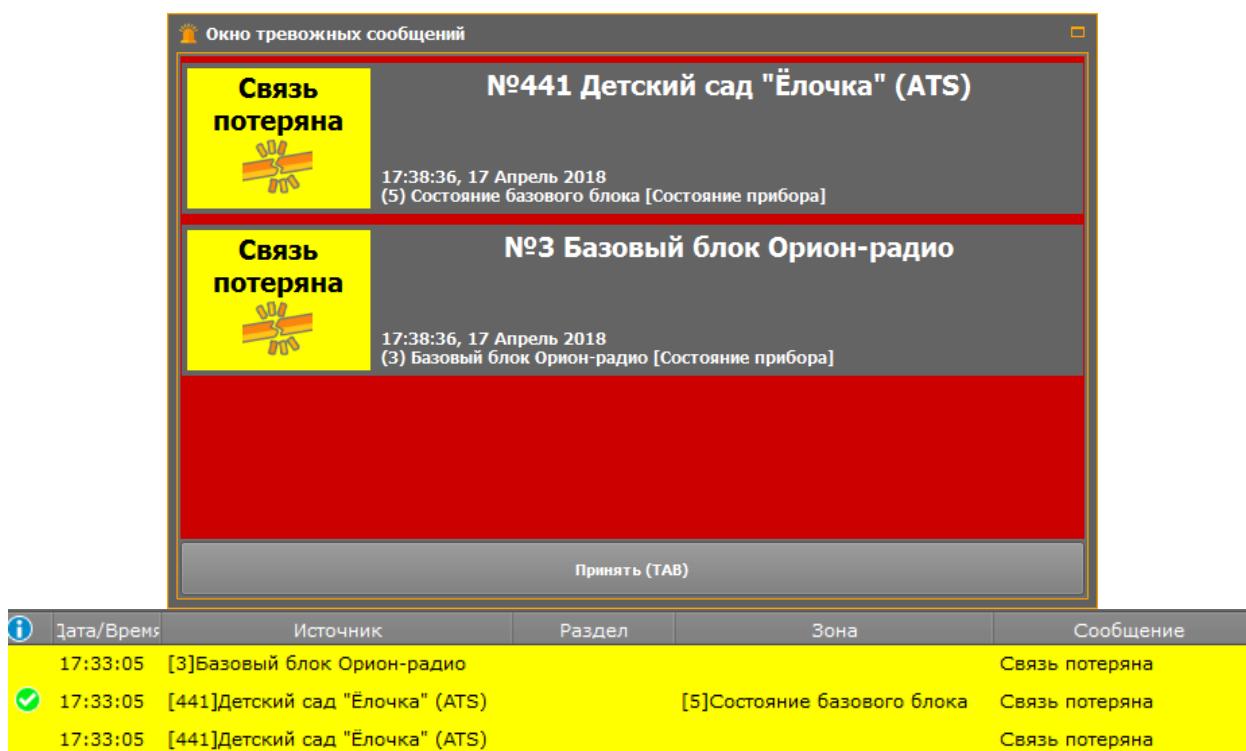 Окно тревожных сообщений
Связь
потеряна
№441 Детский сад "Ёлочка" (ATS)
17:38:36, 17 Апрель 2018
(5) Состояние базового блока [Состояние прибора]
Связь
потеряна
№3 Базовый блок Орион-радио
17:38:36, 17 Апрель 2018
(3) Базовый блок Орион-радио [Состояние прибора]
Принять (TAB)
Дата/Время Источник Раздел Зона Сообщение
17:33:05 [3]Базовый блок Орион-радио Связь потеряна
17:33:05 [441]Детский сад "Ёлочка" (ATS) [5]Состояние базового блока Связь потеряна
17:33:05 [441]Детский сад "Ёлочка" (ATS) Связь потеряна